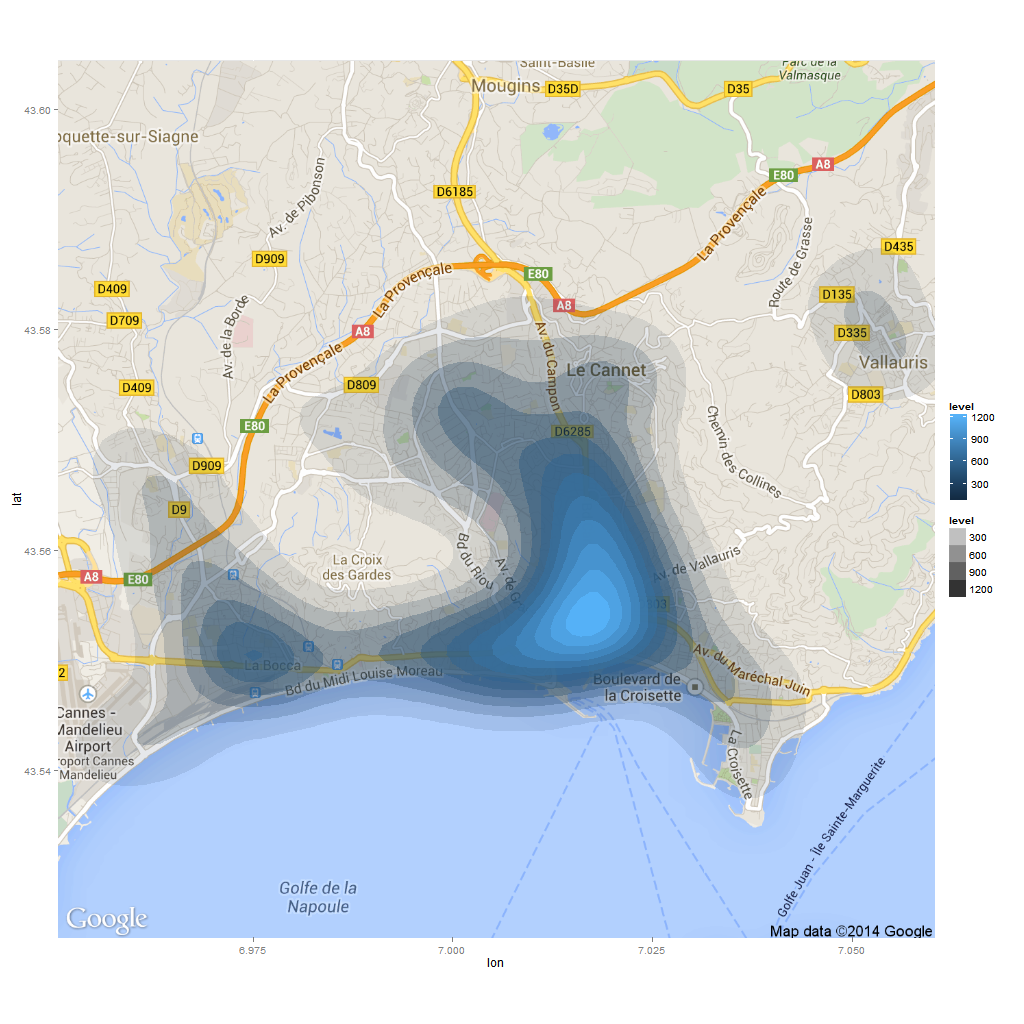 Saint-Basile
Parc de la
Valmasque
Mougins
D35D
D35
43.60
oquette-sur-Siagne
A8
E80
D6185
Av. de Pibonson
La Provençale
D435
Route de Grasse
D909
La Provençale
E80
D409
D135
A8
D709
43.58
Av. de la Borde
A8
D335
Av. du Campon
La Provençale
Le Cannet
Vallauris
D409
D809
D803
E80
D6285
Chemin des Collines
D909
D9
43.56
Bd du Riou
Av. de G
La Croix
des Gardes
Av. de Vallauris
A8
E80
La Bocca
2
Bd du Midi Louise Moreau
Boulevard de
la Croisette
Av. du Maréchal Juin
Cannes -
Mandelieu
Airport
roport Cannes
Mandelieu
La Croisette
43.54
Golfe Juan - Île Sainte-Marguerite
Golfe de la
Napoule
Google
Map data ©2014 Google
6.975
7.000
7.025
7.050
lon
lat
level
1200
900
600
300
level
300
600
900
1200